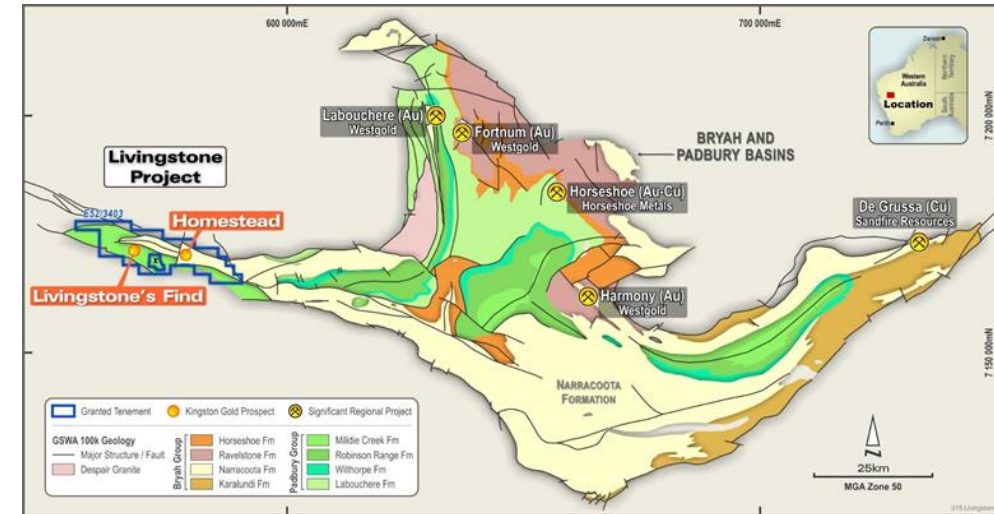 600 000mE
700 000mE
7 200 000mN
7 150 000mN
Darwin
Western
Australia
Northern
Territory
South
Australia
Location
Perth
Labouchere (Au)
Westgold
Fortnum (Au)
Westgold
BRYAH AND
PADBURY BASINS
Livingstone
Project
E52/3403
Homestead
Livingstone's Find
Horseshoe (Au-Cu)
Horseshoe Metals
De Grussa (Cu)
Sandfire Resources
Harmony (Au)
Westgold
NARRACOOTA
FORMATION
Granted Tenement
Kingston Gold Prospect
Significant Regional Project
GSWA 100k Geology
Major Structure / Fault
Despair Granite
Bryah Group
Horseshoe Fm
Ravelstone Fm
Narracoota Fm
Karalundi Fm
Padbury Group
Millidie Creek Fm
Robinson Range Fm
Wilthorpe Fm
Labouchere Fm
N
25km
MGA Zone 50